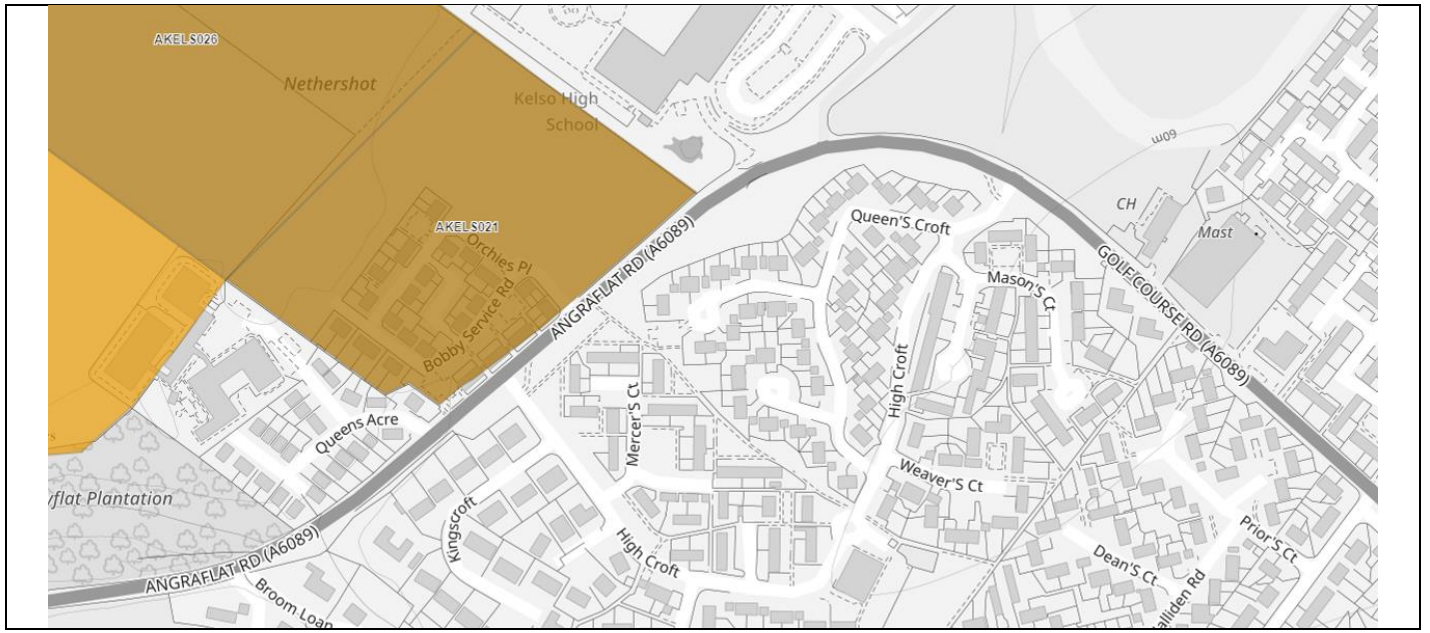 AKELS026
Nethershot
Kelso High
School
60m
CH
Mast
AKELS021
Orchies Pl
Bobby Service Rd
ANGRAFLAT RD (A6089)
Queen'S Croft
Mason'S Ct
GOLF COURSE RD (A6089)
High Croft
Mercer'S Ct
Queens Acre
Weaver'S Ct
yflat Plantation
Kingscroft
High Croft
Prior'S Ct
Dean'S Ct
alliden Rd
ANGRAFLAT RD (A6089)
Broom Loan